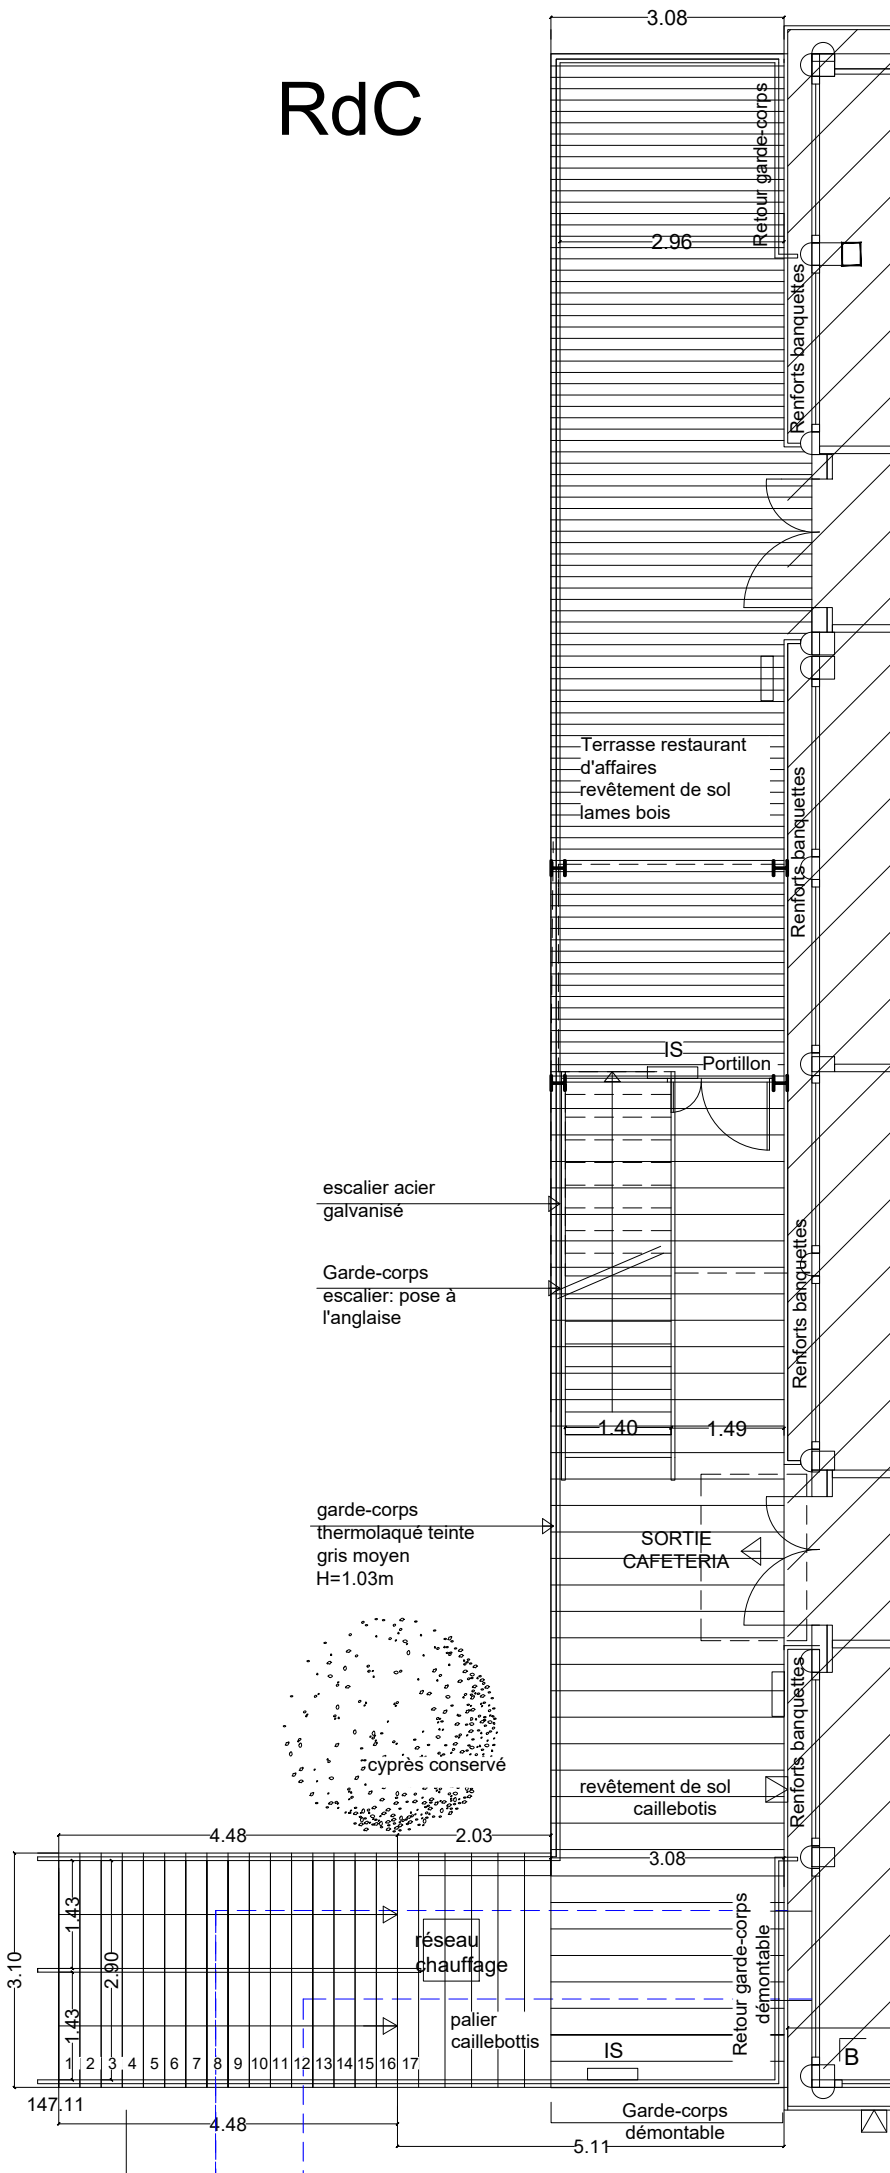 3.08
RdC
Retour garde-corps
2.96
Renforts banquettes
Terrasse restaurant
d'affaires
revêtement de sol
lames bois
Renforts banquettes
IS
Portillon
escalier acier
galvanisé
Garde-corps
escalier: pose à
l'anglaise
Renforts banquettes
1.40
1.49
garde-corps
thermolaqué teinte
gris moyen
H=1.03m
SORTIE
CAFETERIA
cyprès conservé
revêtement de sol
caillebotis
Renforts banquettes
4.48
2.03
3.08
3.10
1.43
2.90
1.43
réseau
chauffage
palier
caillebottis
Retour garde-corps
démontable
IS
B
1 2 3 4 5 6 7 8 9 10 11 12 13 14 15 16 17
147.11
4.48
Garde-corps
démontable
5.11